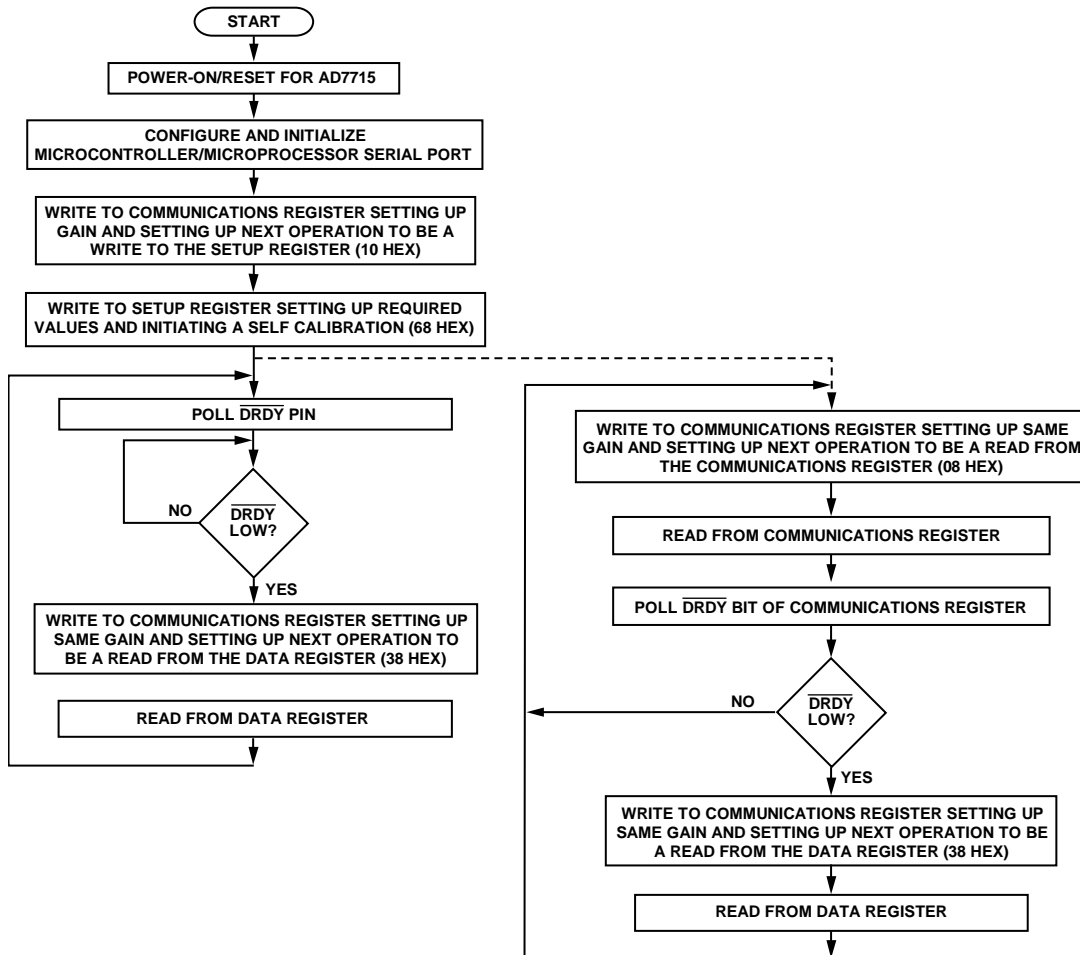 START
POWER-ON/RESET FOR AD7715
CONFIGURE AND INITIALIZE
MICROCONTROLLER/MICROPROCESSOR SERIAL PORT
WRITE TO COMMUNICATIONS REGISTER SETTING UP
GAIN AND SETTING UP NEXT OPERATION TO BE A
WRITE TO THE SETUP REGISTER (10 HEX)
WRITE TO SETUP REGISTER SETTING UP REQUIRED
VALUES AND INITIATING A SELF CALIBRATION (68 HEX)
POLL DRDY PIN
NO
DRDY
LOW?
YES
WRITE TO COMMUNICATIONS REGISTER SETTING UP
SAME GAIN AND SETTING UP NEXT OPERATION TO
BE A READ FROM THE DATA REGISTER (38 HEX)
READ FROM DATA REGISTER
WRITE TO COMMUNICATIONS REGISTER SETTING UP SAME
GAIN AND SETTING UP NEXT OPERATION TO BE A READ FROM
THE COMMUNICATIONS REGISTER (08 HEX)
READ FROM COMMUNICATIONS REGISTER
POLL DRDY BIT OF COMMUNICATIONS REGISTER
NO
DRDY
LOW?
YES
WRITE TO COMMUNICATIONS REGISTER SETTING UP
SAME GAIN AND SETTING UP NEXT OPERATION TO BE
A READ FROM THE DATA REGISTER (38 HEX)
READ FROM DATA REGISTER